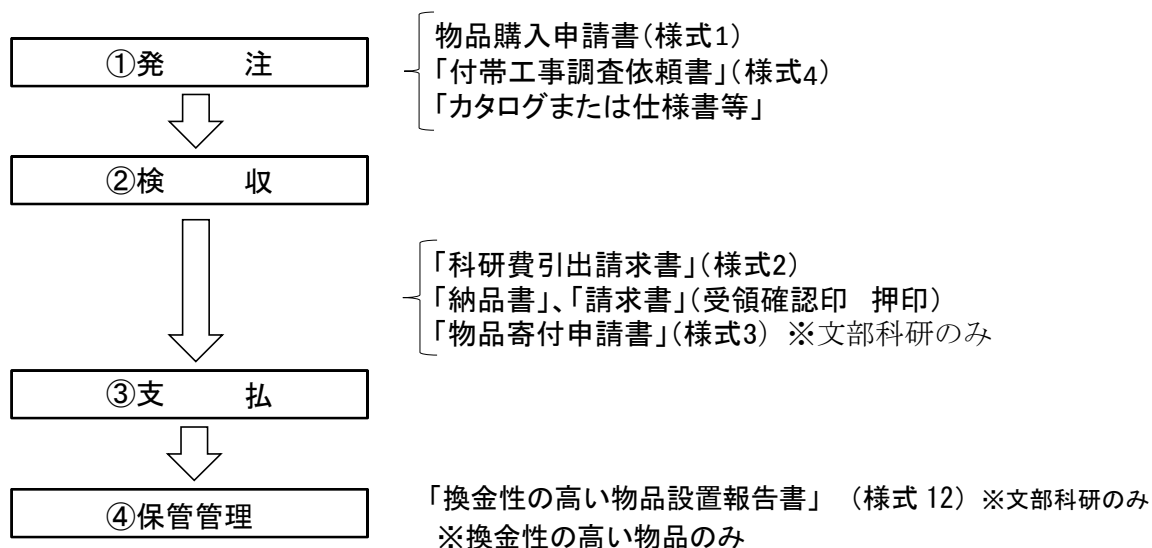 物品購入申請書(様式1)
①発　　注
「付帯工事調査依頼書」(様式4)
「カタログまたは仕様書等」
②検　　収
「科研費引出請求書」(様式2)
「納品書」、「請求書」(受領確認印　押印)
「物品寄付申請書」(様式3) ※文部科研のみ
③支　　払
④保管管理
「換金性の高い物品設置報告書」 (様式 12) ※文部科研のみ
※換金性の高い物品のみ